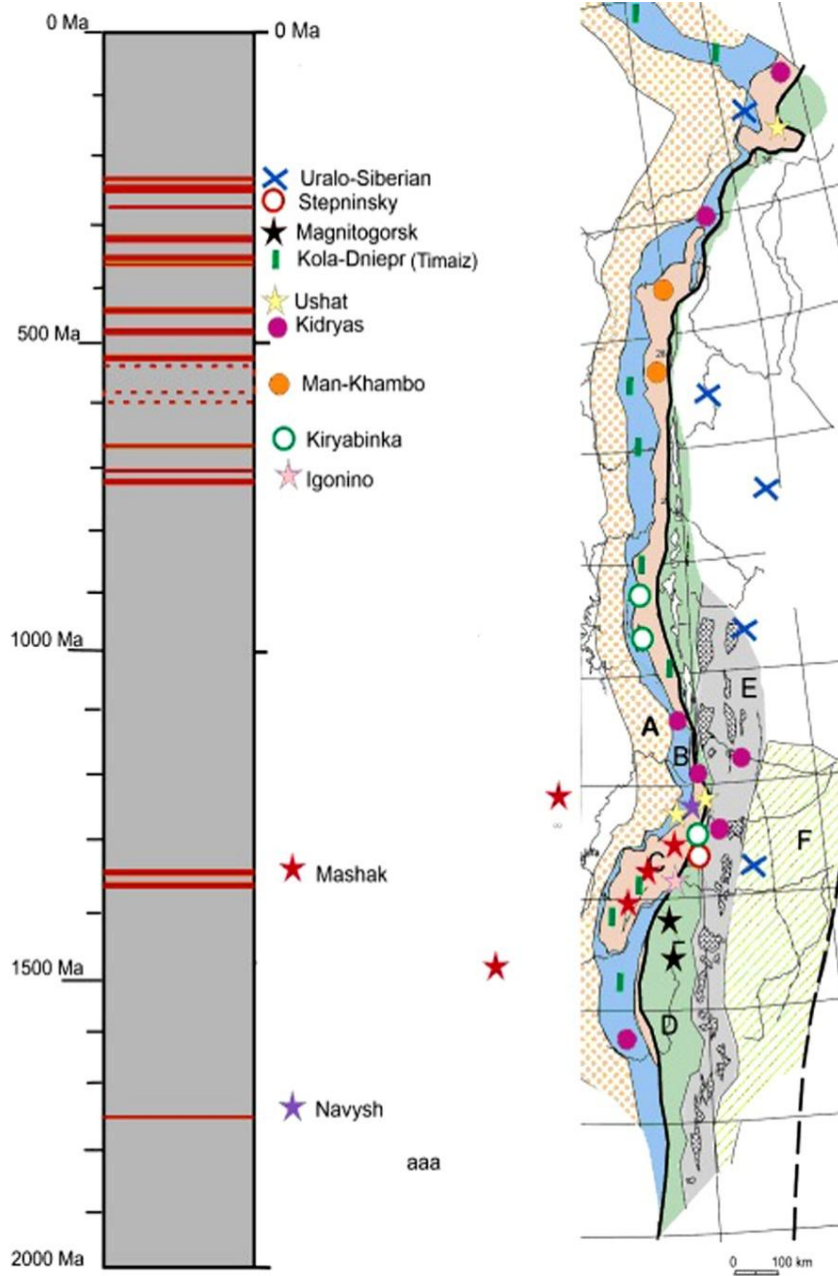 0 Ma
0 Ma
Uralo-Siberian
Stepninsky
Magnitogorsk
Kola-Dniepr (Timaiz)
Ushat
Kidryas
500 Ma
Man-Khambo
Kiryabinka
Igonino
1000 Ma
E
A
B
F
C
Mashak
1500 Ma
D
Navysh
aaa
2000 Ma
0 100 km